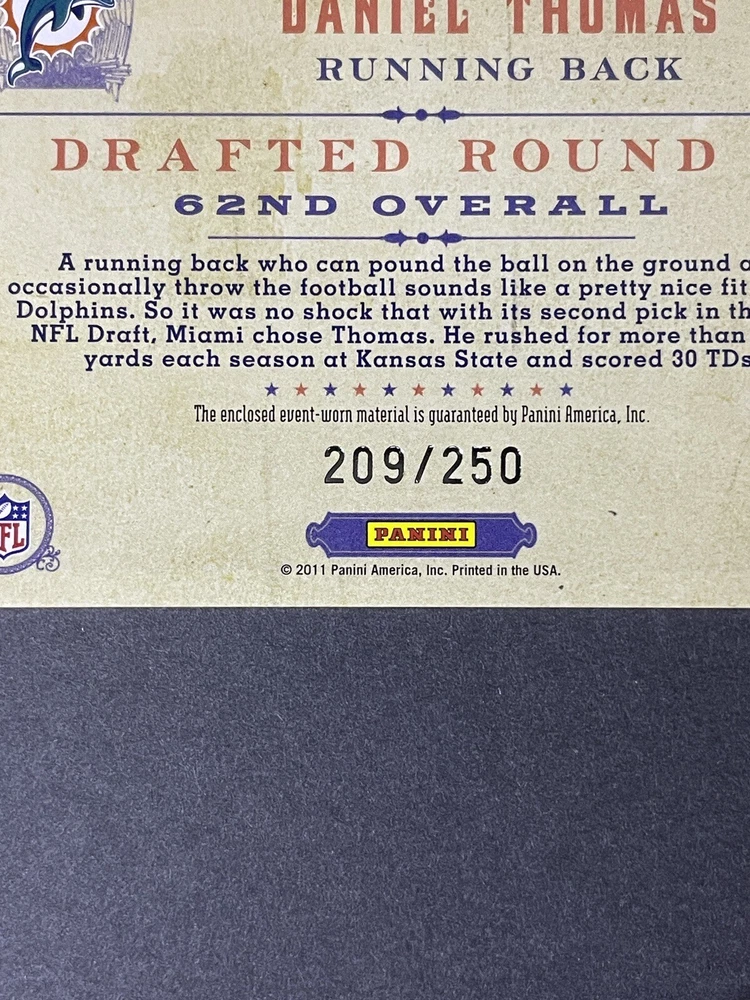 DANIEL THOMAS
RUNNING BACK
DRAFTED ROUND
62ND OVERALL
A running back who can pound the ball on the ground
occasionally throw the football sounds like a pretty nice fit
Dolphins. So it was no shock that with its second pick in
NFL Draft, Miami chose Thomas. He rushed for more than
yards each season at Kansas State and scored 30 TDs
The enclosed event-worn material is guaranteed by Panini America, Inc.
209/250
NFL
PANINI
© 2011 Panini America, Inc. Printed in the USA.